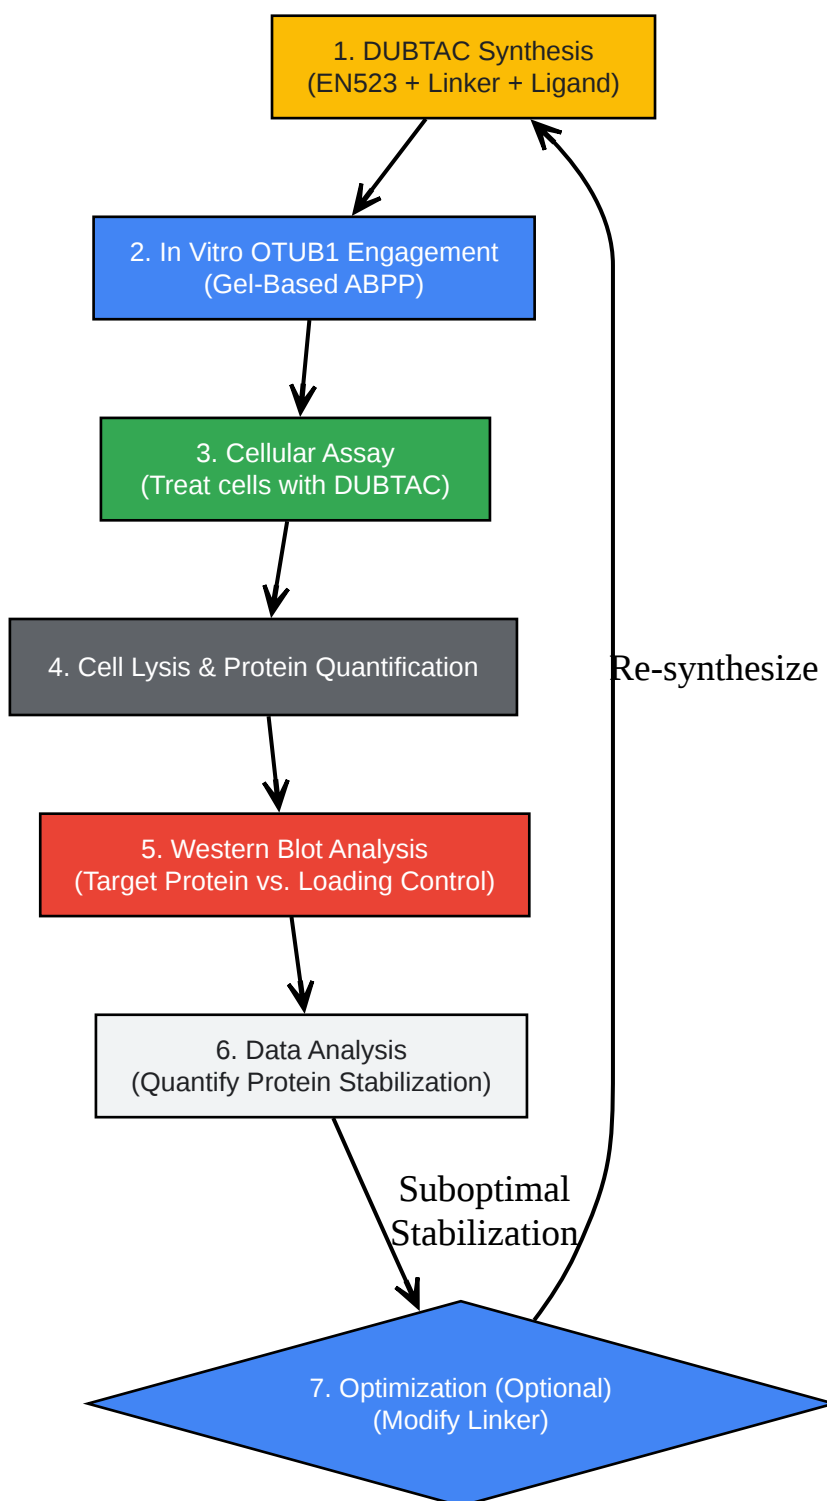 1. DUBTAC Synthesis
(EN523 + Linker + Ligand)
2. In Vitro OTUB1 Engagement
(Gel-Based ABPP)
3. Cellular Assay
(Treat cells with DUBTAC)
4. Cell Lysis & Protein Quantification
Re-synthesize
5. Western Blot Analysis
(Target Protein vs. Loading Control)
6. Data Analysis
(Quantify Protein Stabilization)
Suboptimal
Stabilization
7. Optimization (Optional)
(Modify Linker)